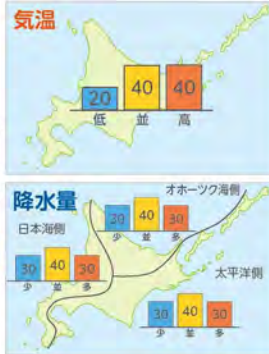 気温
20 40 40
低 並 高
降水量
オホーツク海側
30 40 30
少 並 多
日本海側
30 40 30
少 並 多
太平洋側
30 40 30
少 並 多